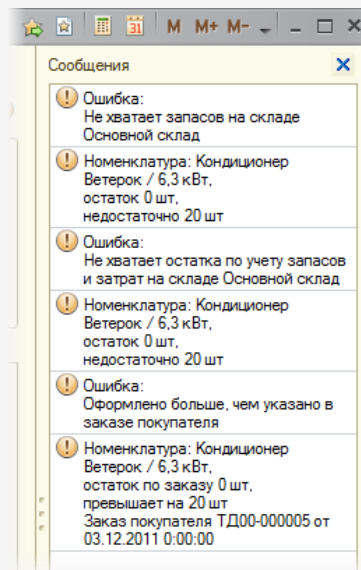 31 M M+ M-
Сообщения
Ошибка:
Не хватает запасов на складе
Основной склад
Номенклатура: Кондиционер
Ветерок / 6,3 кВт,
остаток 0 шт,
недостаточно 20 шт
Ошибка:
Не хватает остатка по учету запасов
и затрат на складе Основной склад
Номенклатура: Кондиционер
Ветерок / 6,3 кВт,
остаток 0 шт,
недостаточно 20 шт
Ошибка:
Оформлено больше, чем указано в
заказе покупателя
Номенклатура: Кондиционер
Ветерок / 6,3 кВт,
остаток по заказу 0 шт,
превышает на 20 шт
Заказ покупателя ТД00-000005 от
03.12.2011 0:00:00